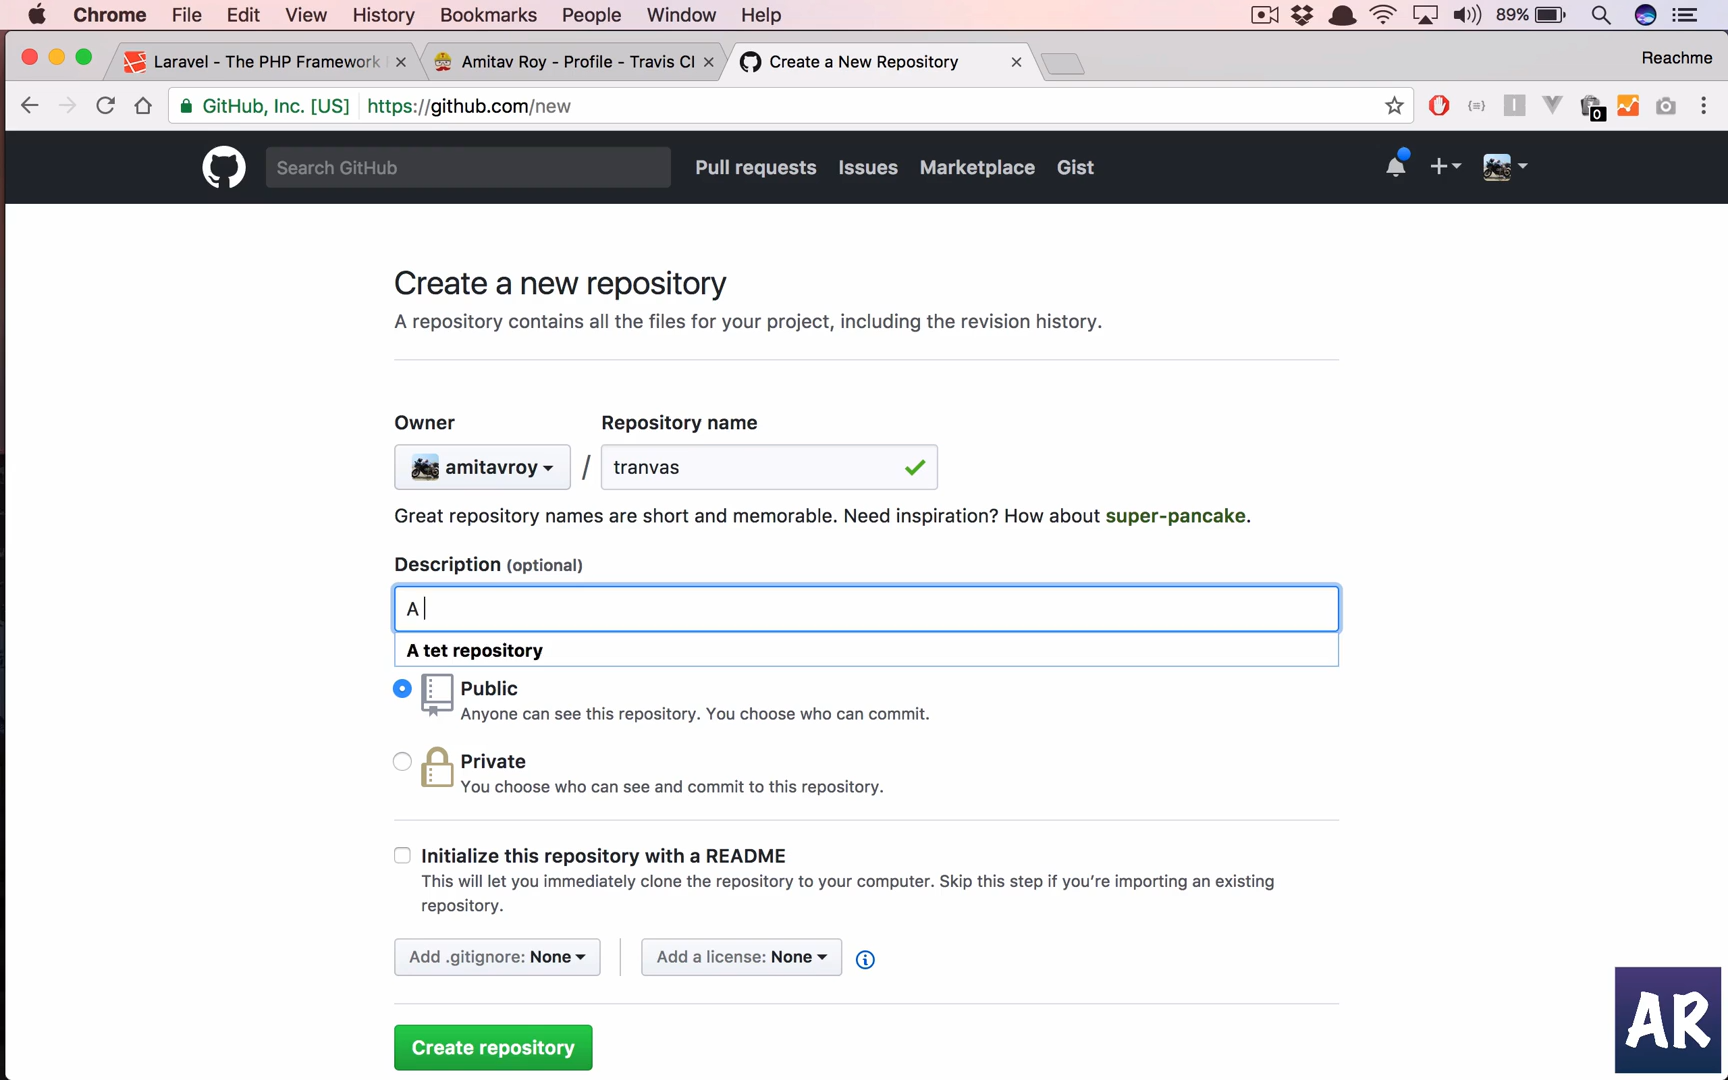 Chrome File Edit View History Bookmarks People Window Help 89%
Laravel - The PHP Framework Amitav Roy - Profile - Travis CI Create a New Repository Reachme
GitHub, Inc. [US] https://github.com/new 0
Search GitHub Pull requests Issues Marketplace Gist
Create a new repository
A repository contains all the files for your project, including the revision history.
Owner Repository name
amitavroy / tranvas
Great repository names are short and memorable. Need inspiration? How about super-pancake.
Description (optional)
A
A tet repository
Public
Anyone can see this repository. You choose who can commit.
Private
You choose who can see and commit to this repository.
Initialize this repository with a README
This will let you immediately clone the repository to your computer. Skip this step if you’re importing an existing
repository.
Add .gitignore: None Add a license: None
Create repository
AR